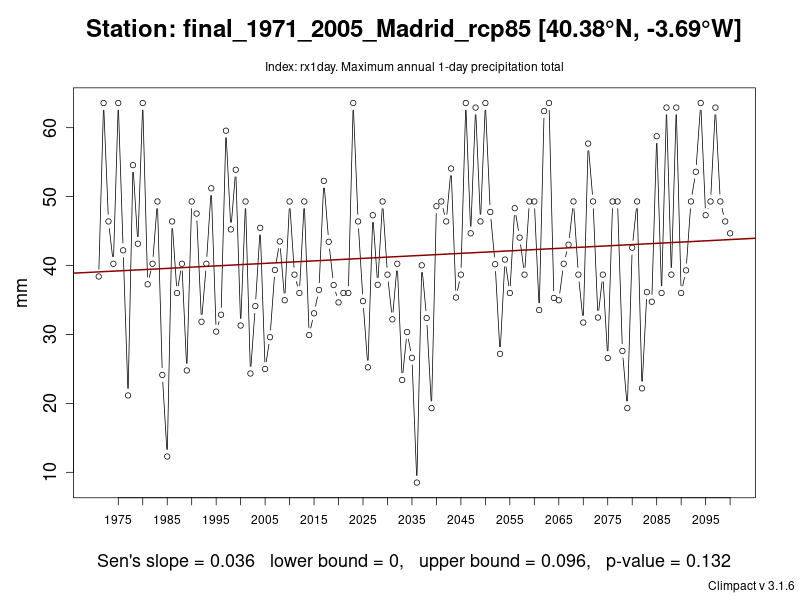 Station: final_1971_2005_Madrid_rcp85 [40.38°N, -3.69°W]
Index: rx1day. Maximum annual 1-day precipitation total
mm
60
50
40
30
20
10
1975 1985 1995 2005 2015 2025 2035 2045 2055 2065 2075 2085 2095
Sen's slope = 0.036 lower bound = 0, upper bound = 0.096, p-value = 0.132
Climpact v 3.1.6